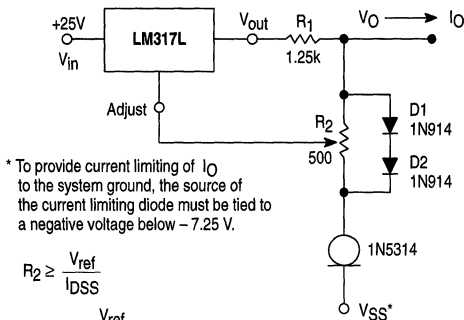 +25V
Vin
LM317L
Vout
R1
1.25k
VO
IO
Adjust
R2
500
D1
1N914
D2
1N914
* To provide current limiting of IO
to the system ground, the source of
the current limiting diode must be tied to
a negative voltage below – 7.25 V.
1N5314
R2 ≥ Vref
IDSS
VSS*
Vref